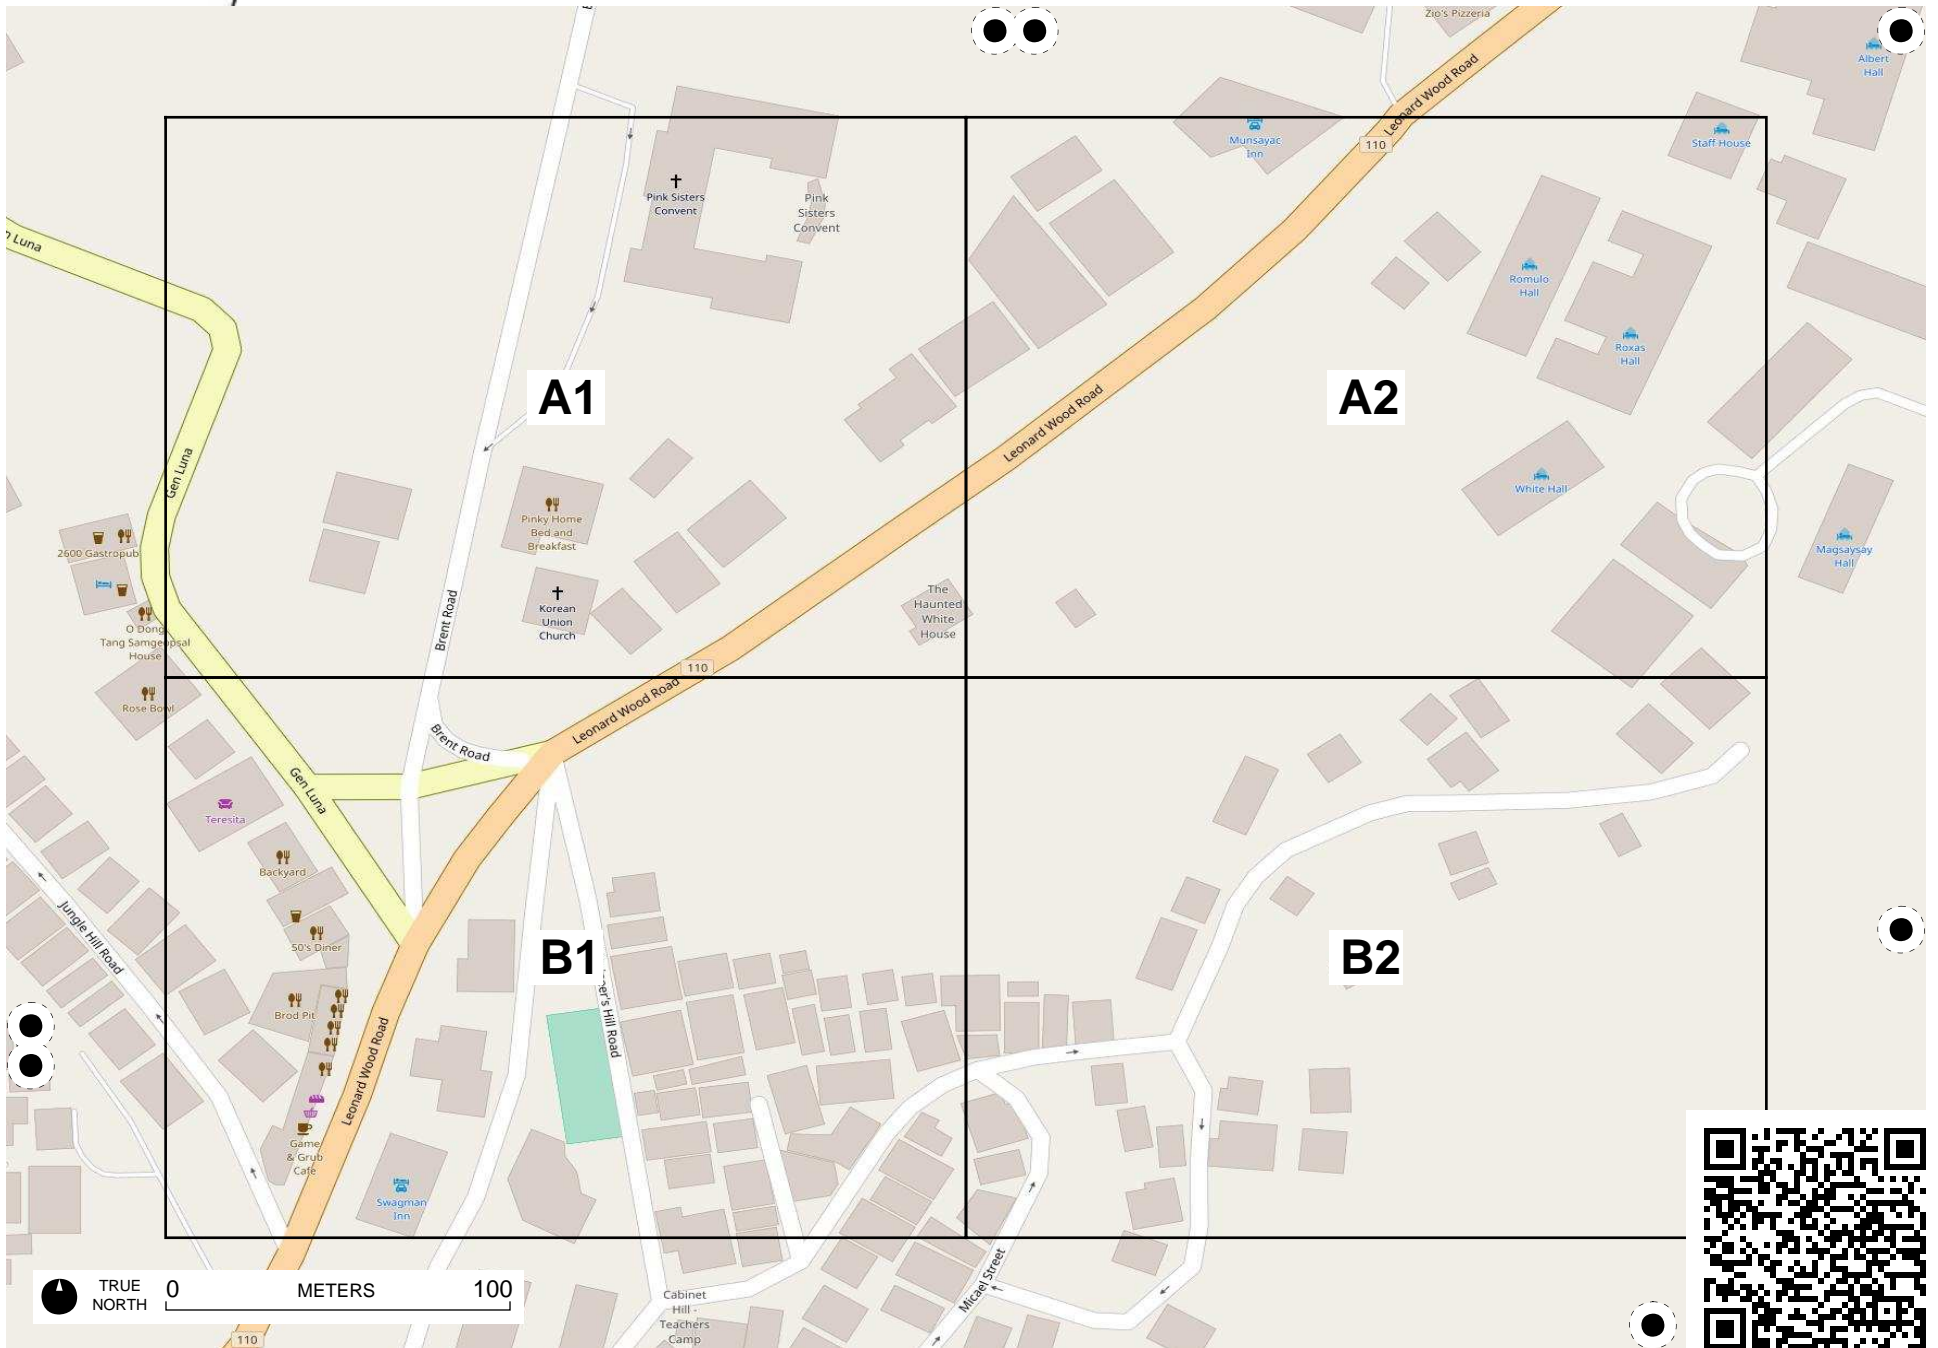 Zio's Pizzeria
Albert
Hall
Leonard Wood Road
Munsayac
Inn
110
Staff House
Pink Sisters
Convent
Pink
Sisters
Convent
Luna
Romulo
Hall
Roxas
Hall
A1
A2
Leonard Wood Road
Gen Luna
White Hall
Pinky Home
Bed and
Breakfast
2600 Gastropub
Magsaysay
Hall
Korean
Union
Church
The
Haunted
White
House
Brent Road
O Dong
Tang Samgeopsal
House
110
Rose Bowl
Leonard Wood Road
Brent Road
Gen Luna
Teresita
Backyard
Jungle Hill Road
50's Diner
B1
B2
Hill Road
Brod Pit
Leonard Wood Road
Game
& Grub
Cafe
Swagman
Inn
Micael Street
TRUE
NORTH
0 METERS 100
Cabinet
Hill -
Teachers
Camp
110